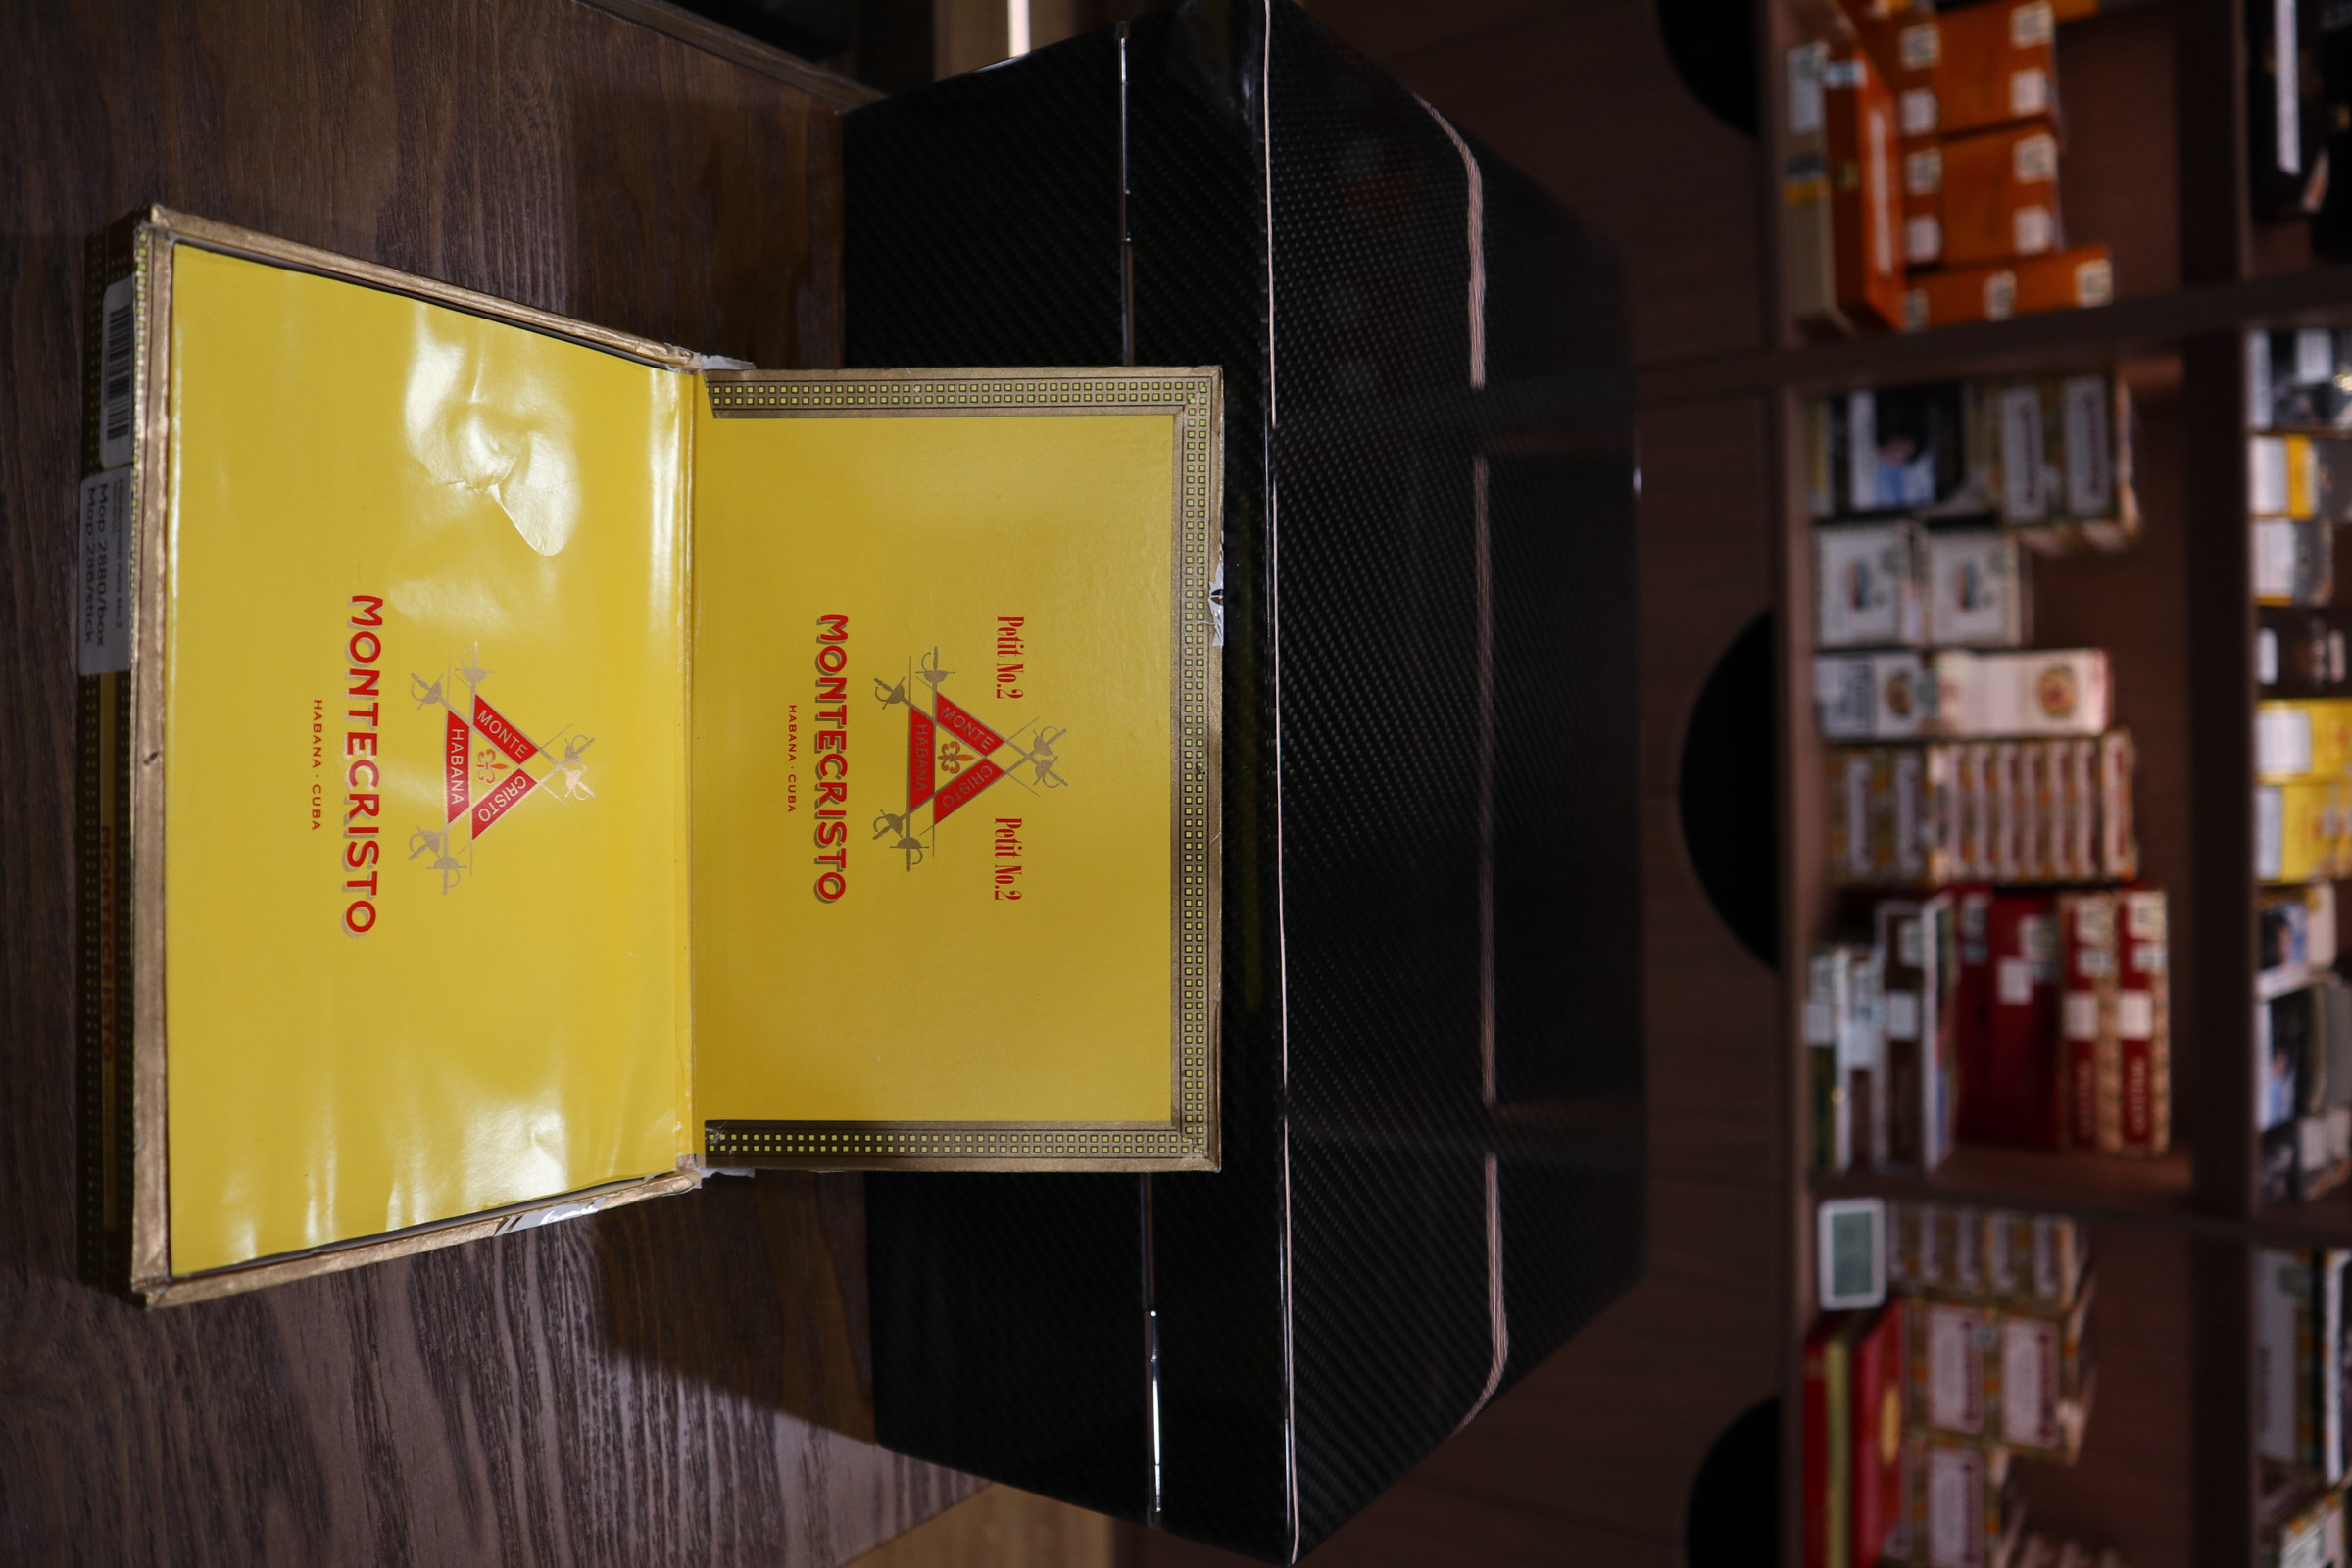 Petit No.2 Petit No.2
MONTE CRISTO
HABANA
MONTECRISTO
HABANA · CUBA
MONTE CRISTO
HABANA
MONTECRISTO
HABANA · CUBA
Mop 2880/box
Mop 288/stick
MONTECRISTO